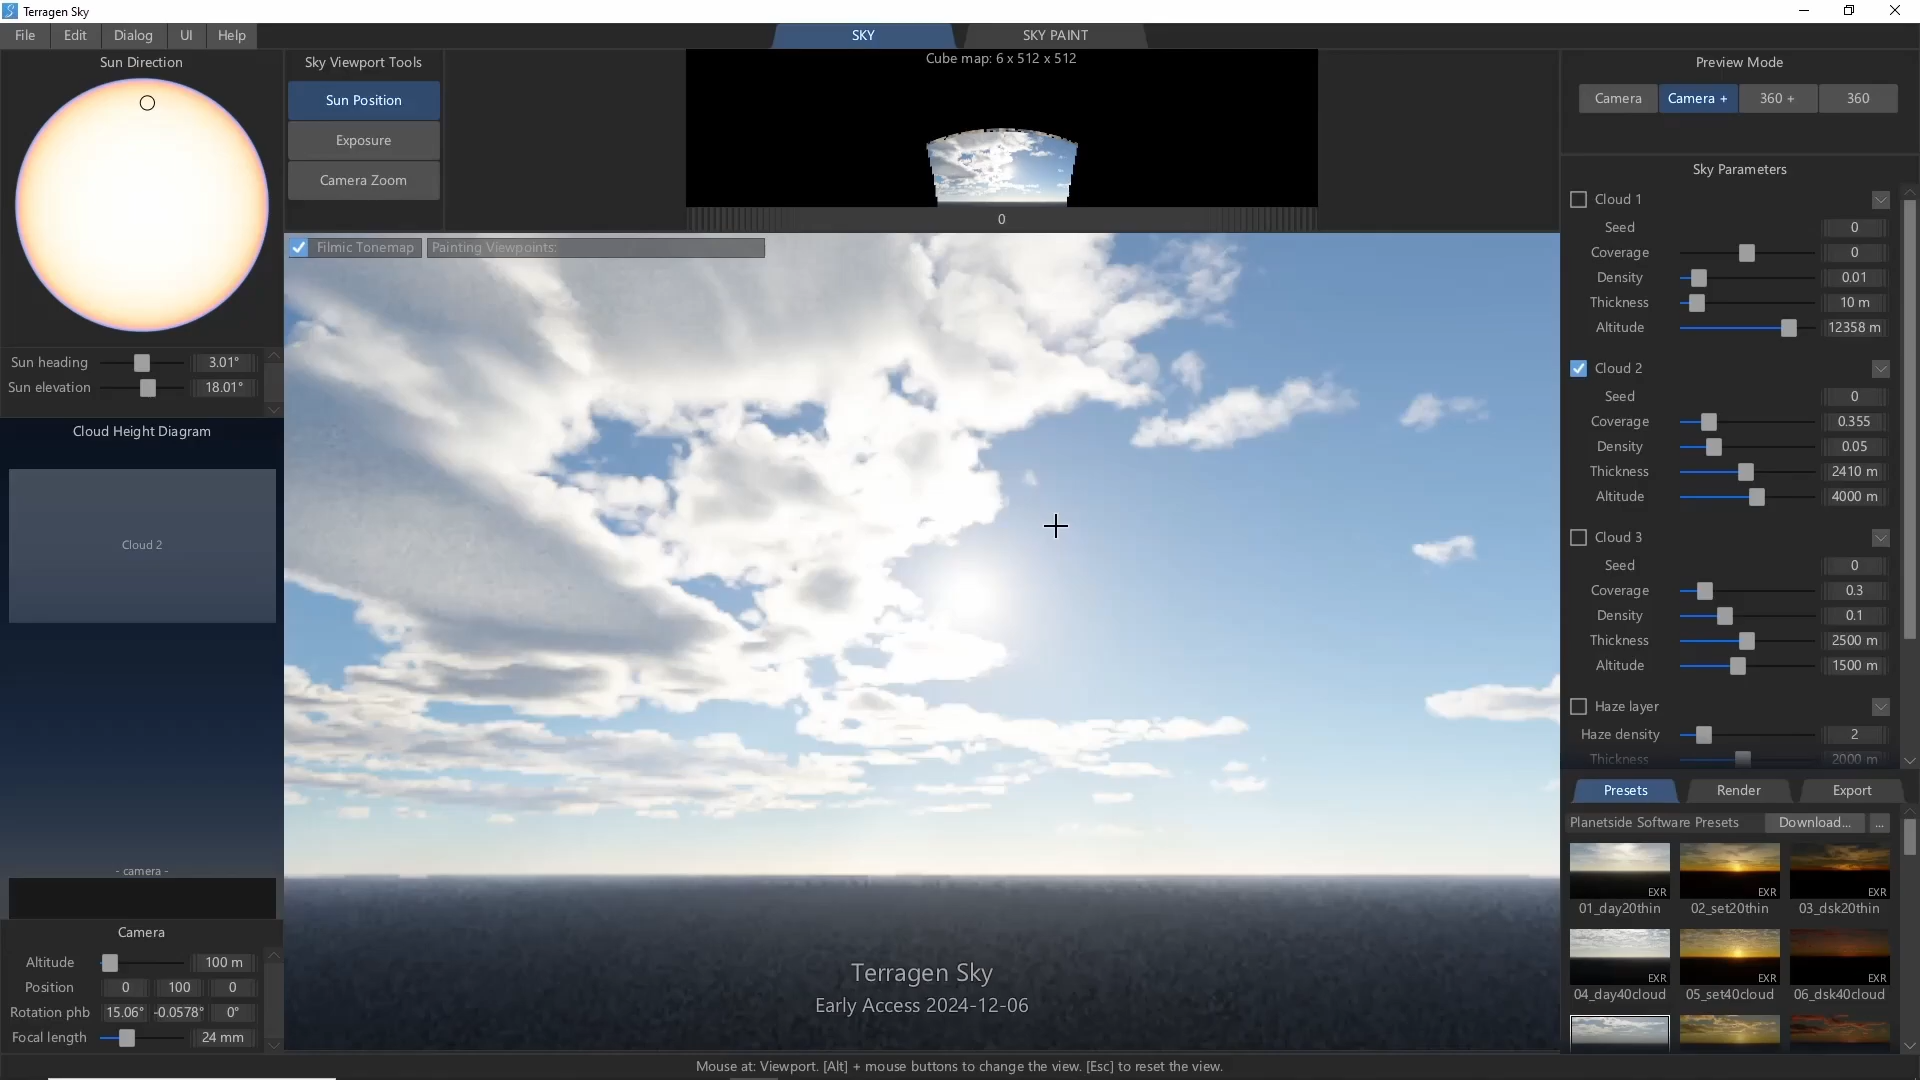 Terragen Sky
File Edit Dialog UI Help
SKY SKY PAINT
Sun Direction
Sun heading 3.01°
Sun elevation 18.01°
Cloud Height Diagram
Cloud 2
- camera -
Camera
Altitude 100 m
Position 0 100 0
Rotation phb 15.06° -0.0578° 0°
Focal length 24 mm
Sky Viewport Tools
Sun Position
Exposure
Camera Zoom
Cube map: 6 x 512 x 512
0
Filmic Tonemap Painting Viewpoints:
Terragen Sky
Early Access 2024-12-06
Preview Mode
Camera Camera + 360 + 360
Sky Parameters
Cloud 1
Seed 0
Coverage 0
Density 0.01
Thickness 10 m
Altitude 12358 m
Cloud 2
Seed 0
Coverage 0.355
Density 0.05
Thickness 2410 m
Altitude 4000 m
Cloud 3
Seed 0
Coverage 0.3
Density 0.1
Thickness 2500 m
Altitude 1500 m
Haze layer
Haze density 2
Thickness 2000 m
Presets Render Export
Planetside Software Presets Download... ...
EXR EXR EXR
01_day20thin 02_set20thin 03_dsk20thin
EXR EXR EXR
04_day40cloud 05_set40cloud 06_dsk40cloud
Mouse at: Viewport. [Alt] + mouse buttons to change the view. [Esc] to reset the view.